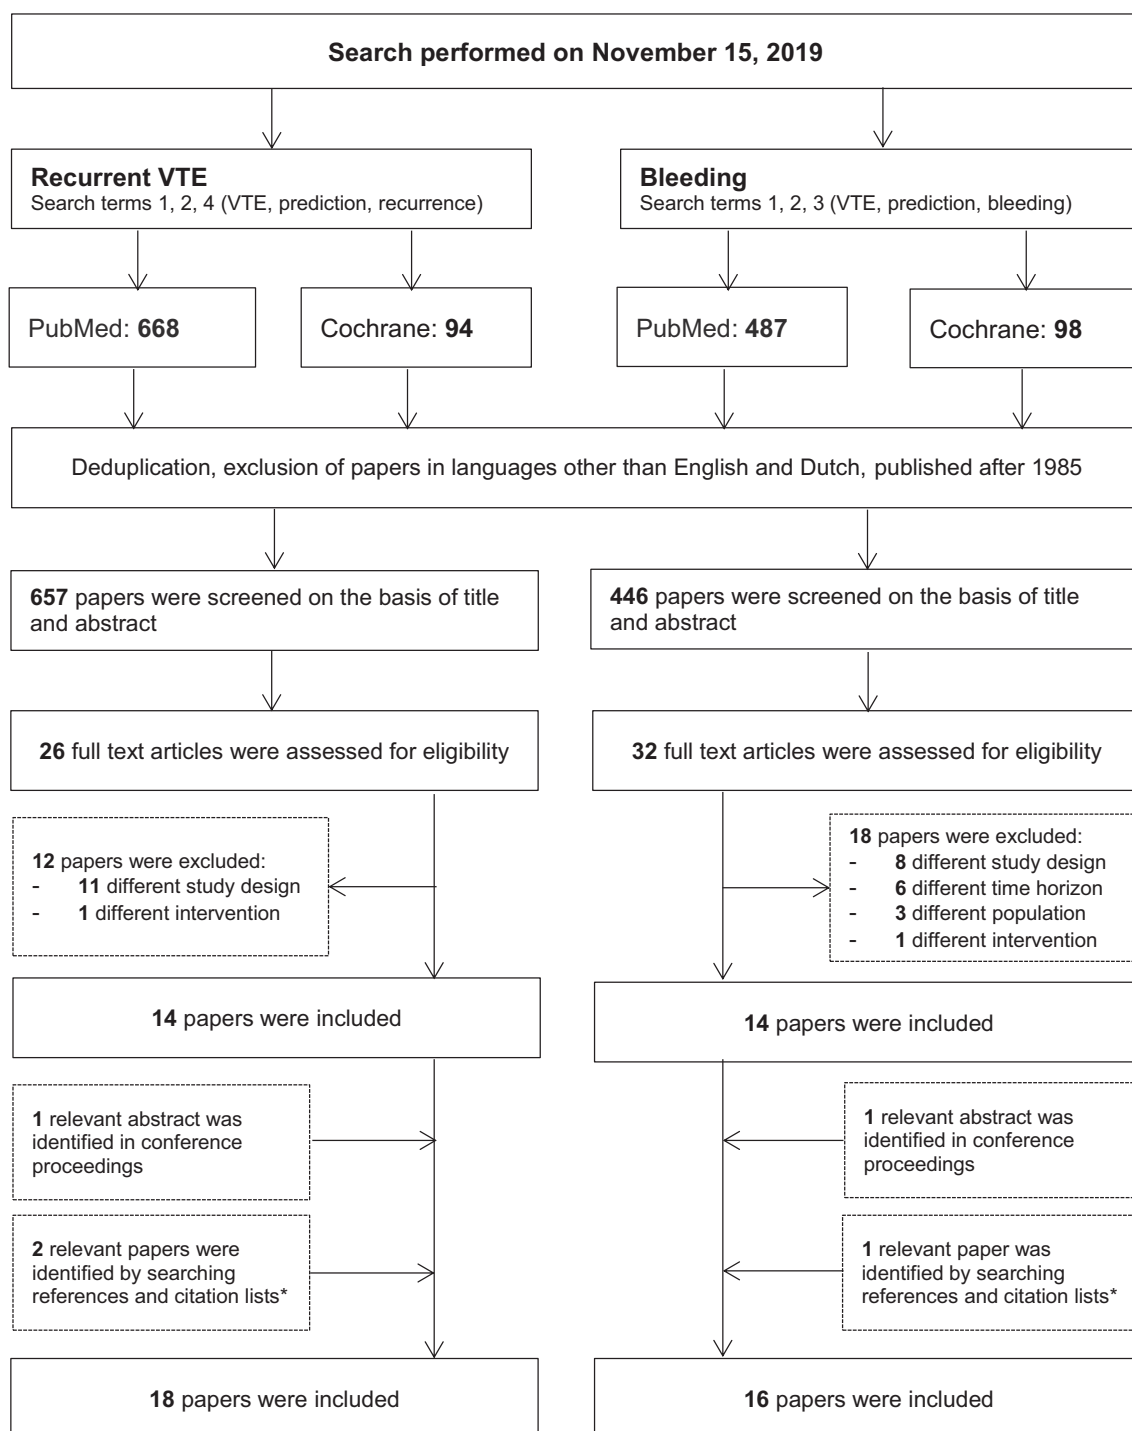 Search performed on November 15, 2019
Recurrent VTE
Search terms 1, 2, 4 (VTE, prediction, recurrence)
Bleeding
Search terms 1, 2, 3 (VTE, prediction, bleeding)
PubMed: 668
Cochrane: 94
PubMed: 487
Cochrane: 98
Deduplication, exclusion of papers in languages other than English and Dutch, published after 1985
657 papers were screened on the basis of title
and abstract
446 papers were screened on the basis of title
and abstract
26 full text articles were assessed for eligibility
32 full text articles were assessed for eligibility
12 papers were excluded:
- 11 different study design
- 1 different intervention
18 papers were excluded:
- 8 different study design
- 6 different time horizon
- 3 different population
- 1 different intervention
14 papers were included
14 papers were included
1 relevant abstract was
identified in conference
proceedings
1 relevant abstract was
identified in conference
proceedings
2 relevant papers were
identified by searching
references and citation lists*
1 relevant paper was
identified by searching
references and citation lists*
18 papers were included
16 papers were included